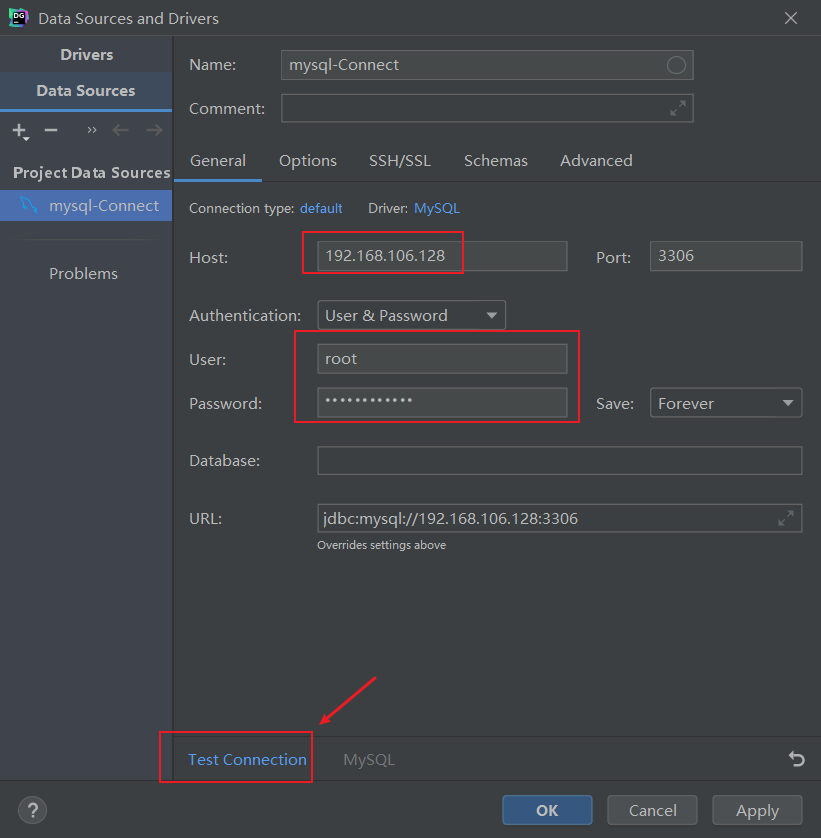 DG Data Sources and Drivers
Drivers
Data Sources
Project Data Sources
mysql-Connect
Problems
Name: mysql-Connect
Comment:
General Options SSH/SSL Schemas Advanced
Connection type: default Driver: MySQL
Host: 192.168.106.128 Port: 3306
Authentication: User & Password
User: root
Password: •••••••••••• Save: Forever
Database:
URL: jdbc:mysql://192.168.106.128:3306
Overrides settings above
Test Connection MySQL
? OK Cancel Apply